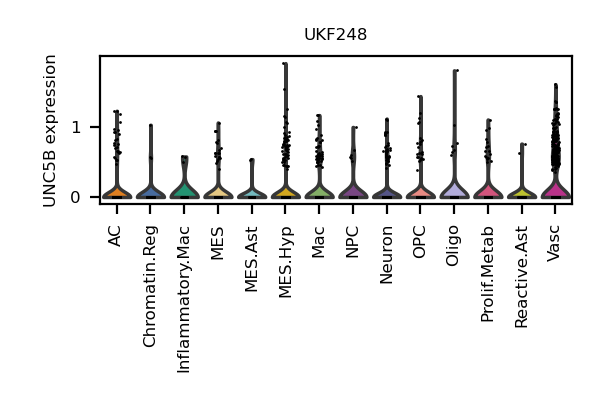 UKF248
UNC5B expression
1
0
AC
Chromatin.Reg
Inflammatory.Mac
MES
MES.Ast
MES.Hyp
Mac
NPC
Neuron
OPC
Oligo
Prolif.Metab
Reactive.Ast
Vasc